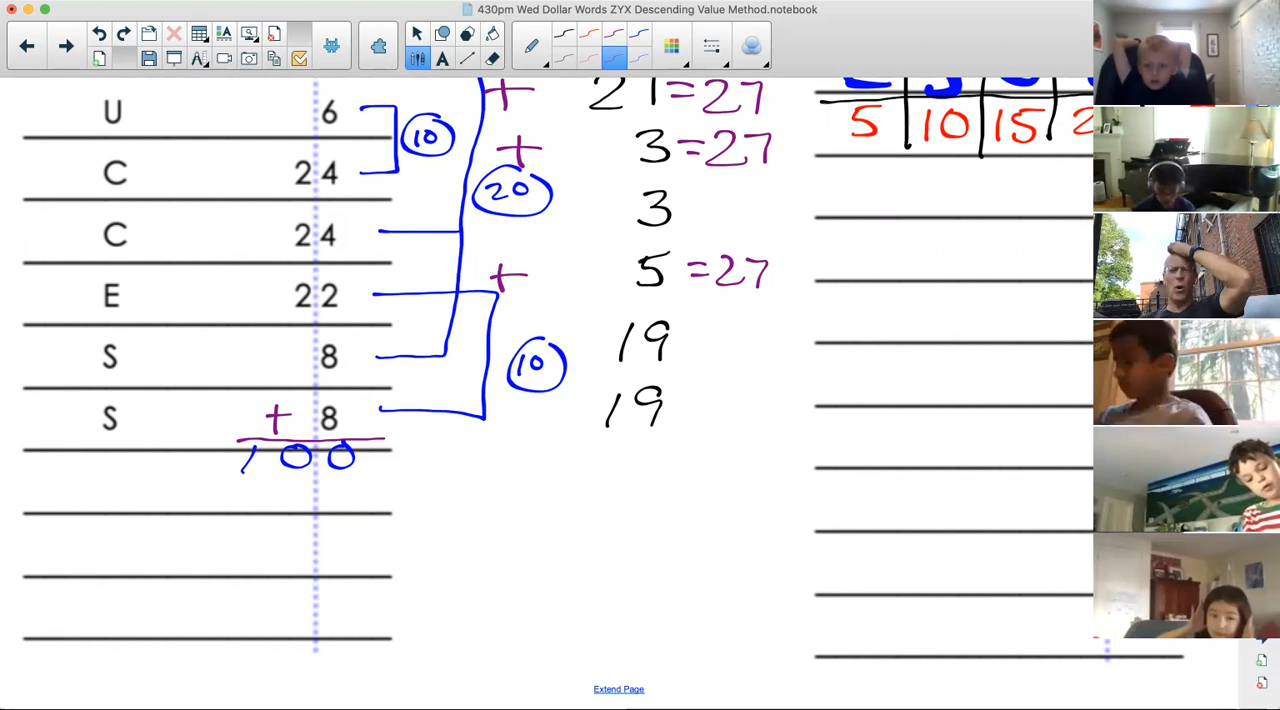 430pm Wed Dollar Words ZYX Descending Value Method.notebook
+ 21 = 27
U 6
10
+ 3 = 27
5 10 15 2
C 24
20
3
C 24
E 22
+ 5 = 27
S 8
10
19
S + 8
19
100
Extend Page